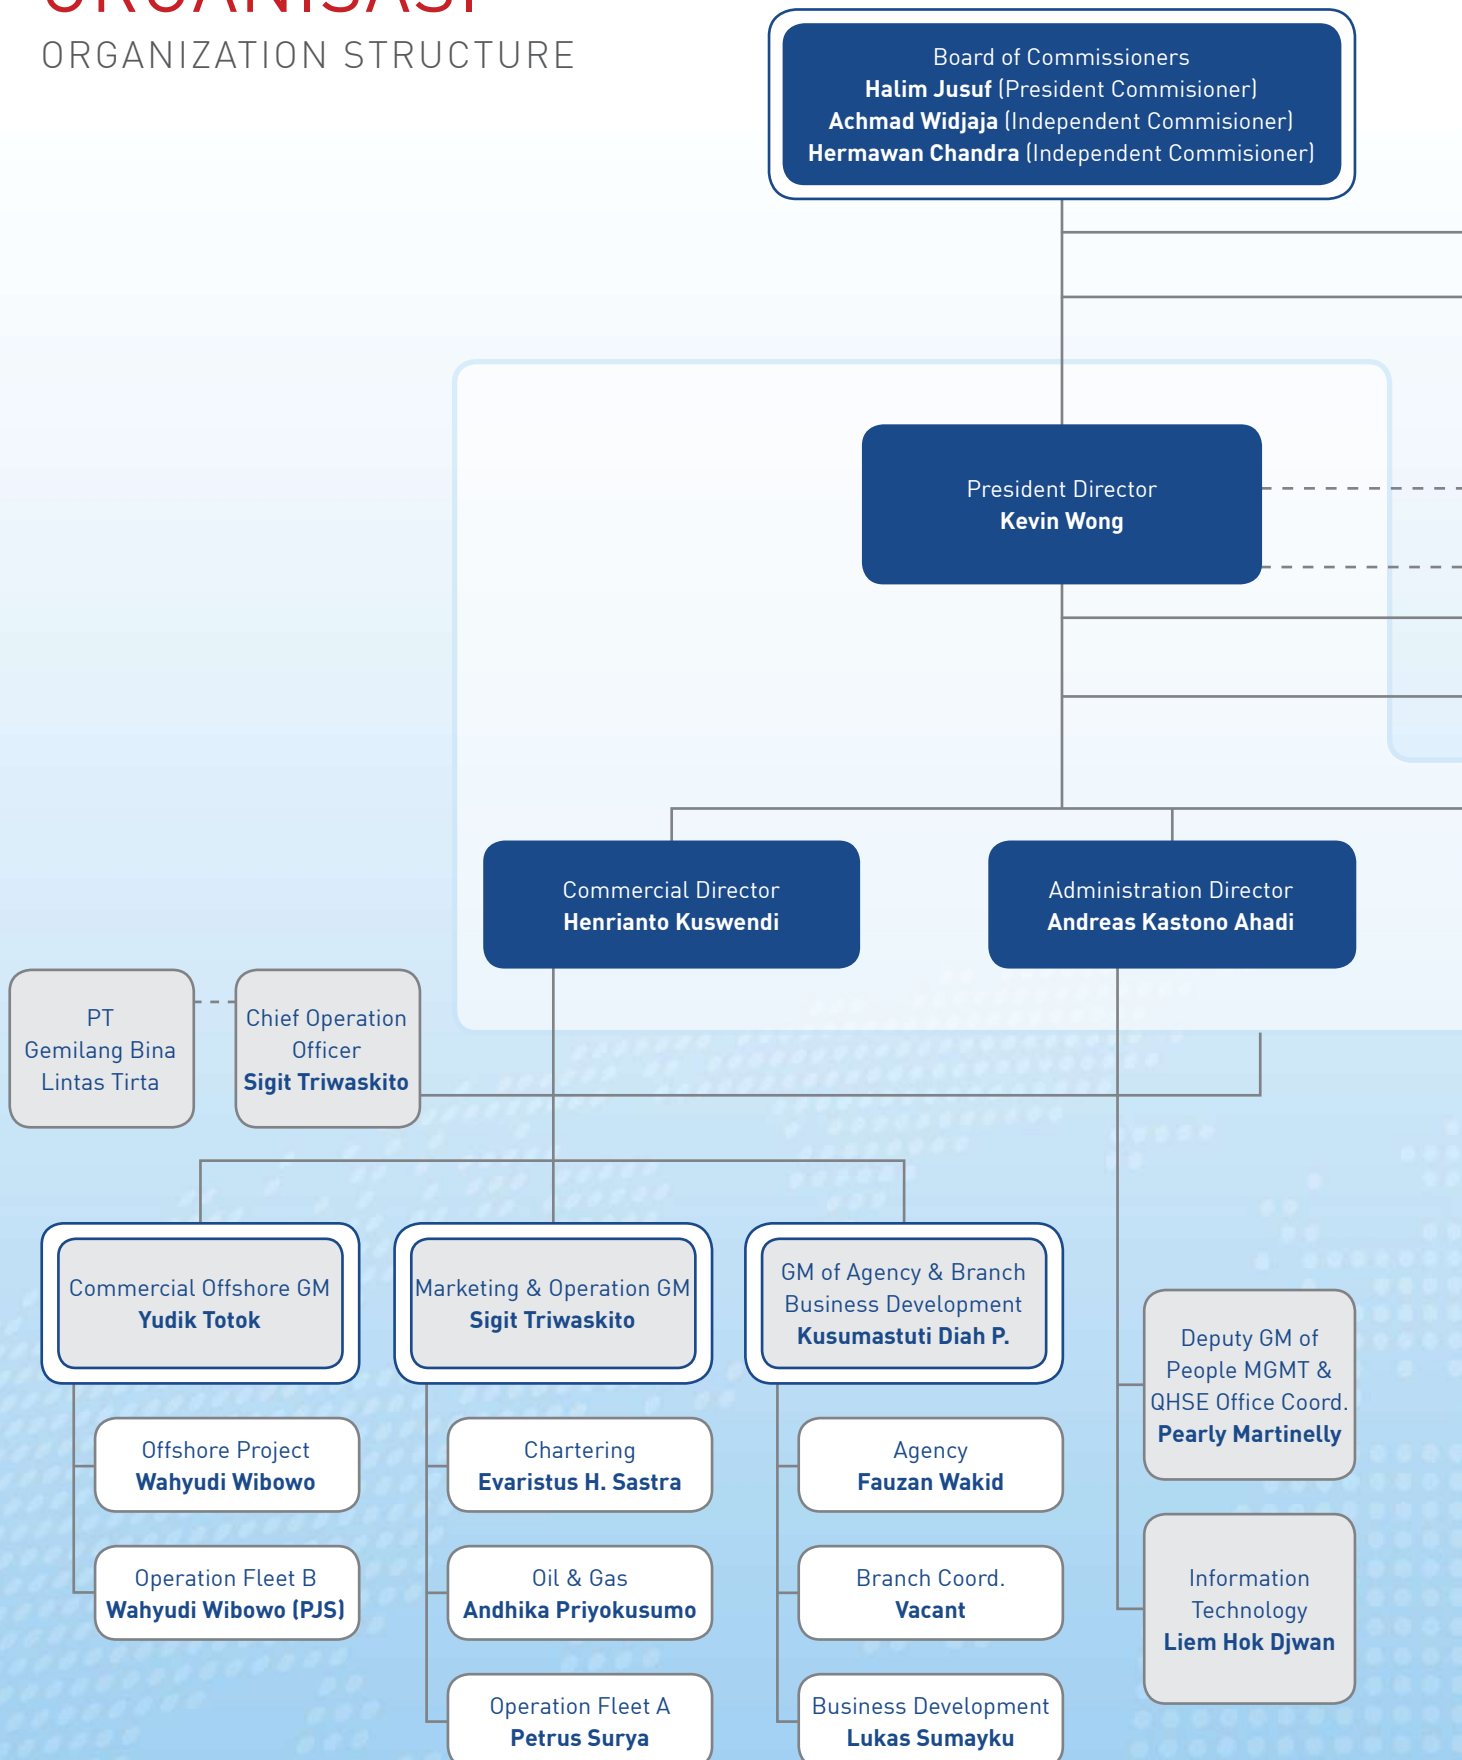 ORGANISASI
ORGANIZATION STRUCTURE
Board of Commissioners
Halim Jusuf (President Commisioner)
Achmad Widjaja (Independent Commisioner)
Hermawan Chandra (Independent Commisioner)
President Director
Kevin Wong
Commercial Director
Henrianto Kuswendi
Administration Director
Andreas Kastono Ahadi
PT
Gemilang Bina
Lintas Tirta
Chief Operation
Officer
Sigit Triwaskito
Commercial Offshore GM
Yudik Totok
Marketing & Operation GM
Sigit Triwaskito
GM of Agency & Branch
Business Development
Kusumastuti Diah P.
Deputy GM of
People MGMT &
QHSE Office Coord.
Pearly Martinelly
Offshore Project
Wahyudi Wibowo
Chartering
Evaristus H. Sastra
Agency
Fauzan Wakid
Operation Fleet B
Wahyudi Wibowo (PJS)
Oil & Gas
Andhika Priyokusumo
Branch Coord.
Vacant
Information
Technology
Liem Hok Djwan
Operation Fleet A
Petrus Surya
Business Development
Lukas Sumayku